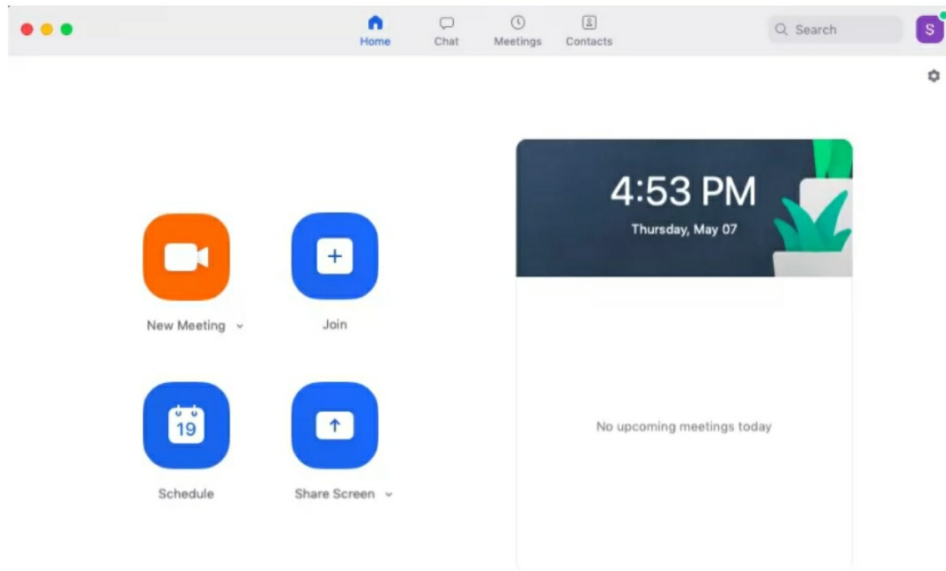 Home
Chat
Meetings
Contacts
Search
S
4:53 PM
Thursday, May 07
New Meeting
Join
19
Schedule
Share Screen
No upcoming meetings today